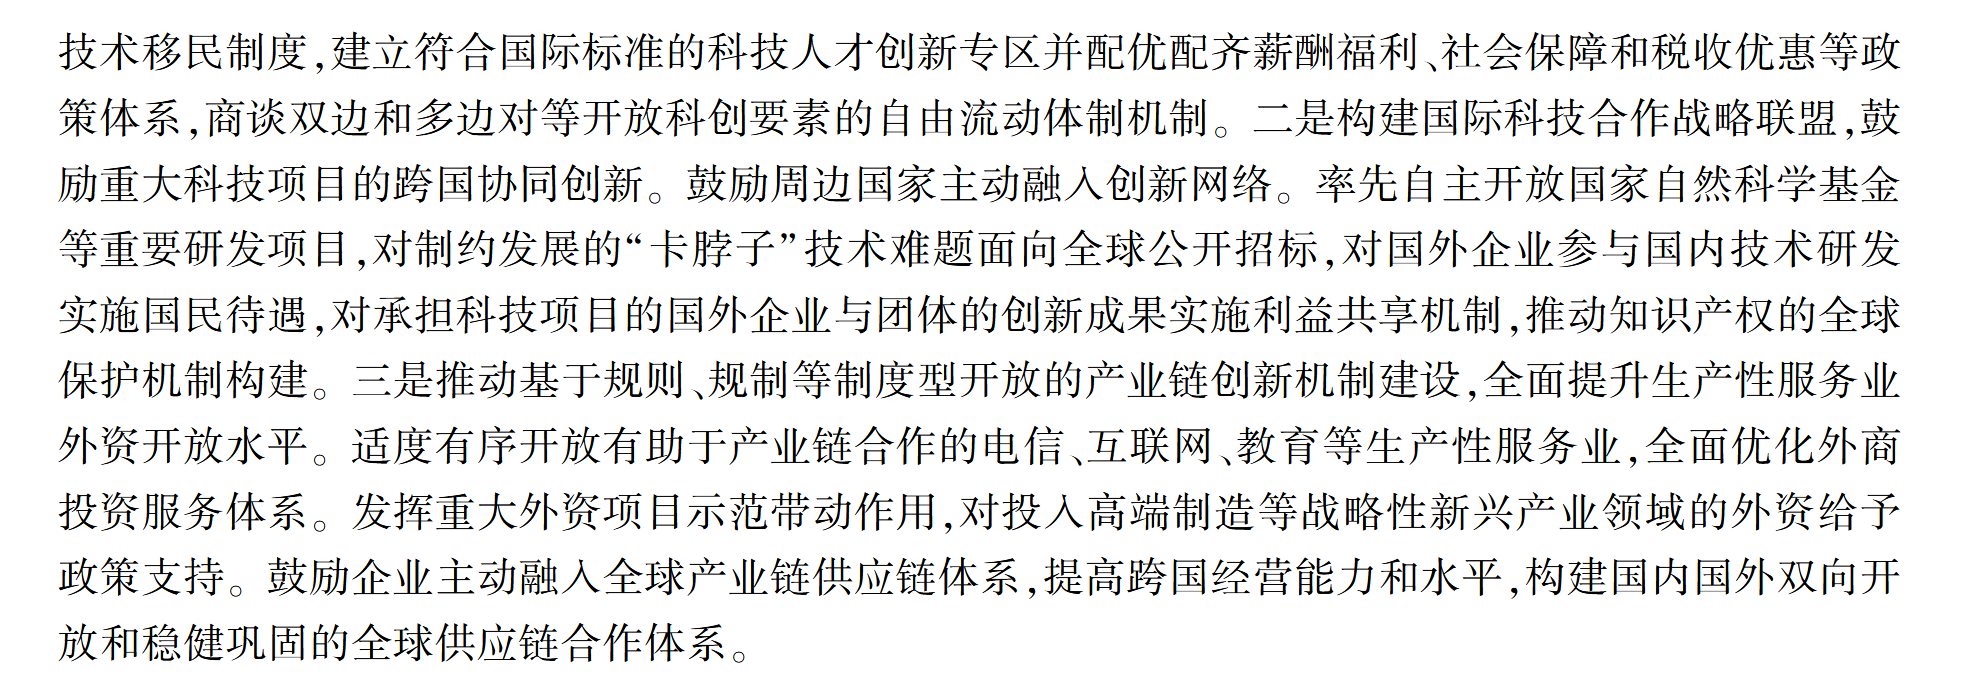 技术移民制度,建立符合国际标准的科技人才创新专区并配优配齐薪酬福利、社会保障和税收优惠等政
策体系,商谈双边和多边对等开放科创要素的自由流动体制机制。二是构建国际科技合作战略联盟,鼓
励重大科技项目的跨国协同创新。鼓励周边国家主动融入创新网络。率先自主开放国家自然科学基金
等重要研发项目,对制约发展的“卡脖子”技术难题面向全球公开招标,对国外企业参与国内技术研发
实施国民待遇,对承担科技项目的国外企业与团体的创新成果实施利益共享机制,推动知识产权的全球
保护机制构建。三是推动基于规则、规制等制度型开放的产业链创新机制建设,全面提升生产性服务业
外资开放水平。适度有序开放有助于产业链合作的电信、互联网、教育等生产性服务业,全面优化外商
投资服务体系。发挥重大外资项目示范带动作用,对投入高端制造等战略性新兴产业领域的外资给予
政策支持。鼓励企业主动融入全球产业链供应链体系,提高跨国经营能力和水平,构建国内国外双向开
放和稳健巩固的全球供应链合作体系。